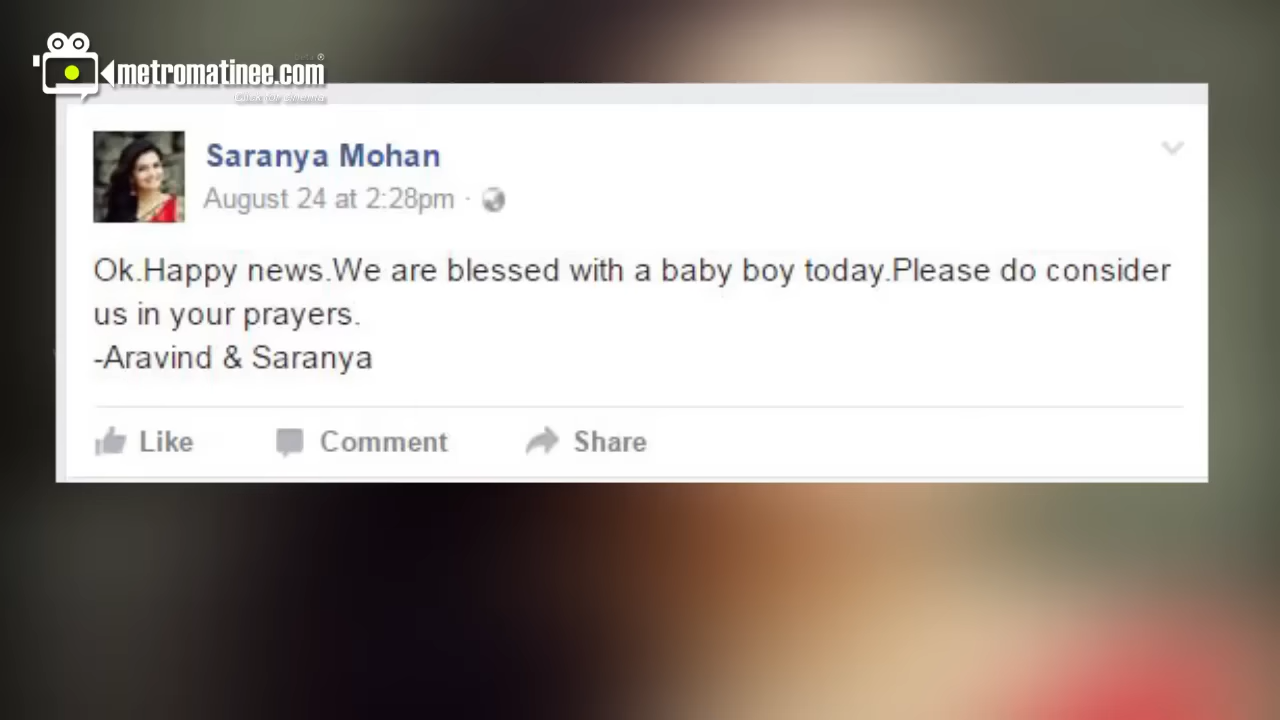 metromatinee.com
Saranya Mohan
August 24 at 2:28pm ·
Ok.Happy news.We are blessed with a baby boy today.Please do consider
us in your prayers.
-Aravind & Saranya
Like Comment Share